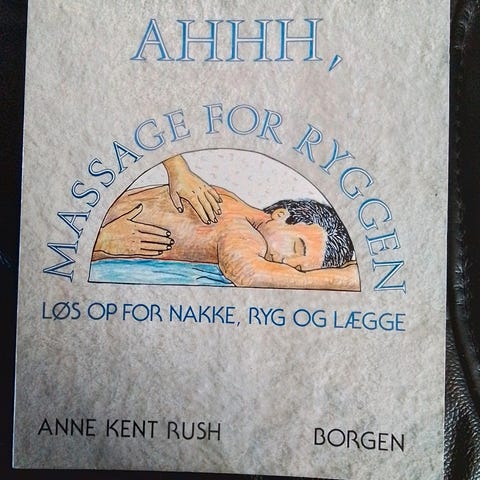 AHHH,
MASSAGE FOR RYGGEN
LØS OP FOR NAKKE, RYG OG LÆGGE
ANNE KENT RUSH BORGEN